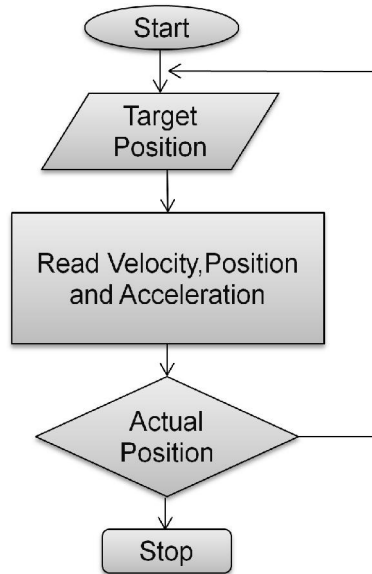 Start
Target
Position
Read Velocity,Position
and Acceleration
Actual
Position
Stop